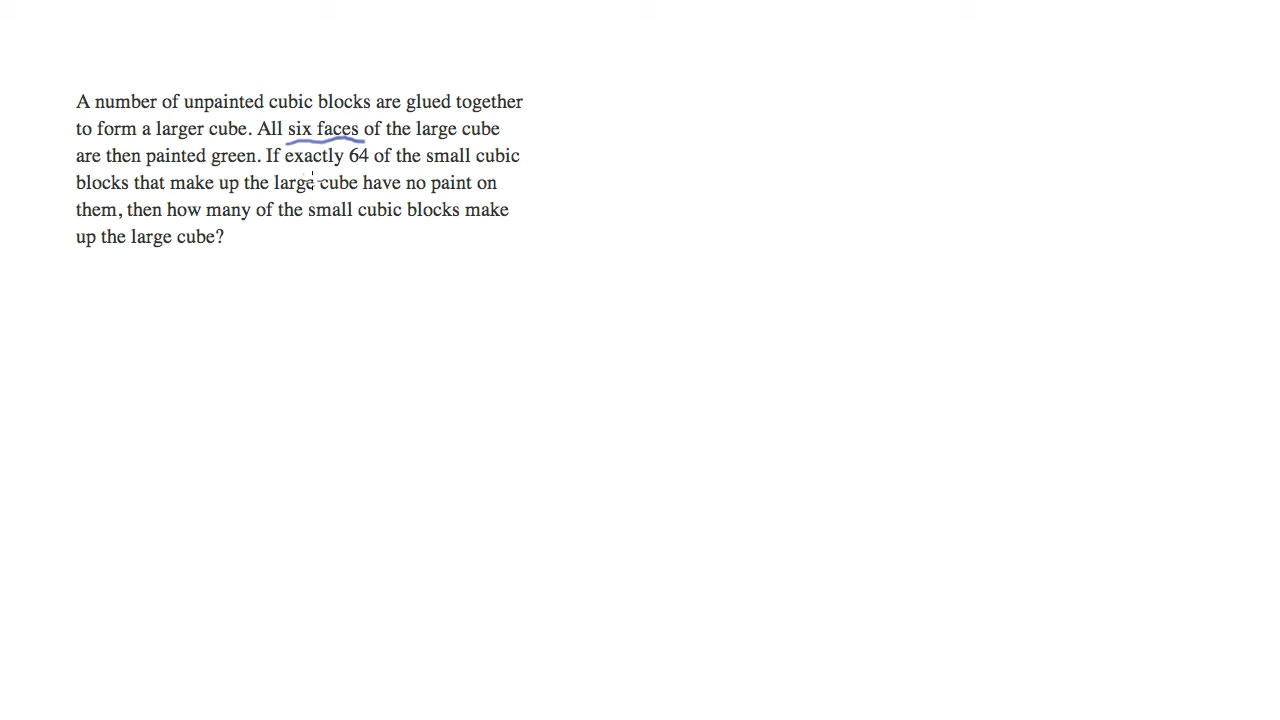 A number of unpainted cubic blocks are glued together
to form a larger cube. All six faces of the large cube
are then painted green. If exactly 64 of the small cubic
blocks that make up the large cube have no paint on
them, then how many of the small cubic blocks make
up the large cube?